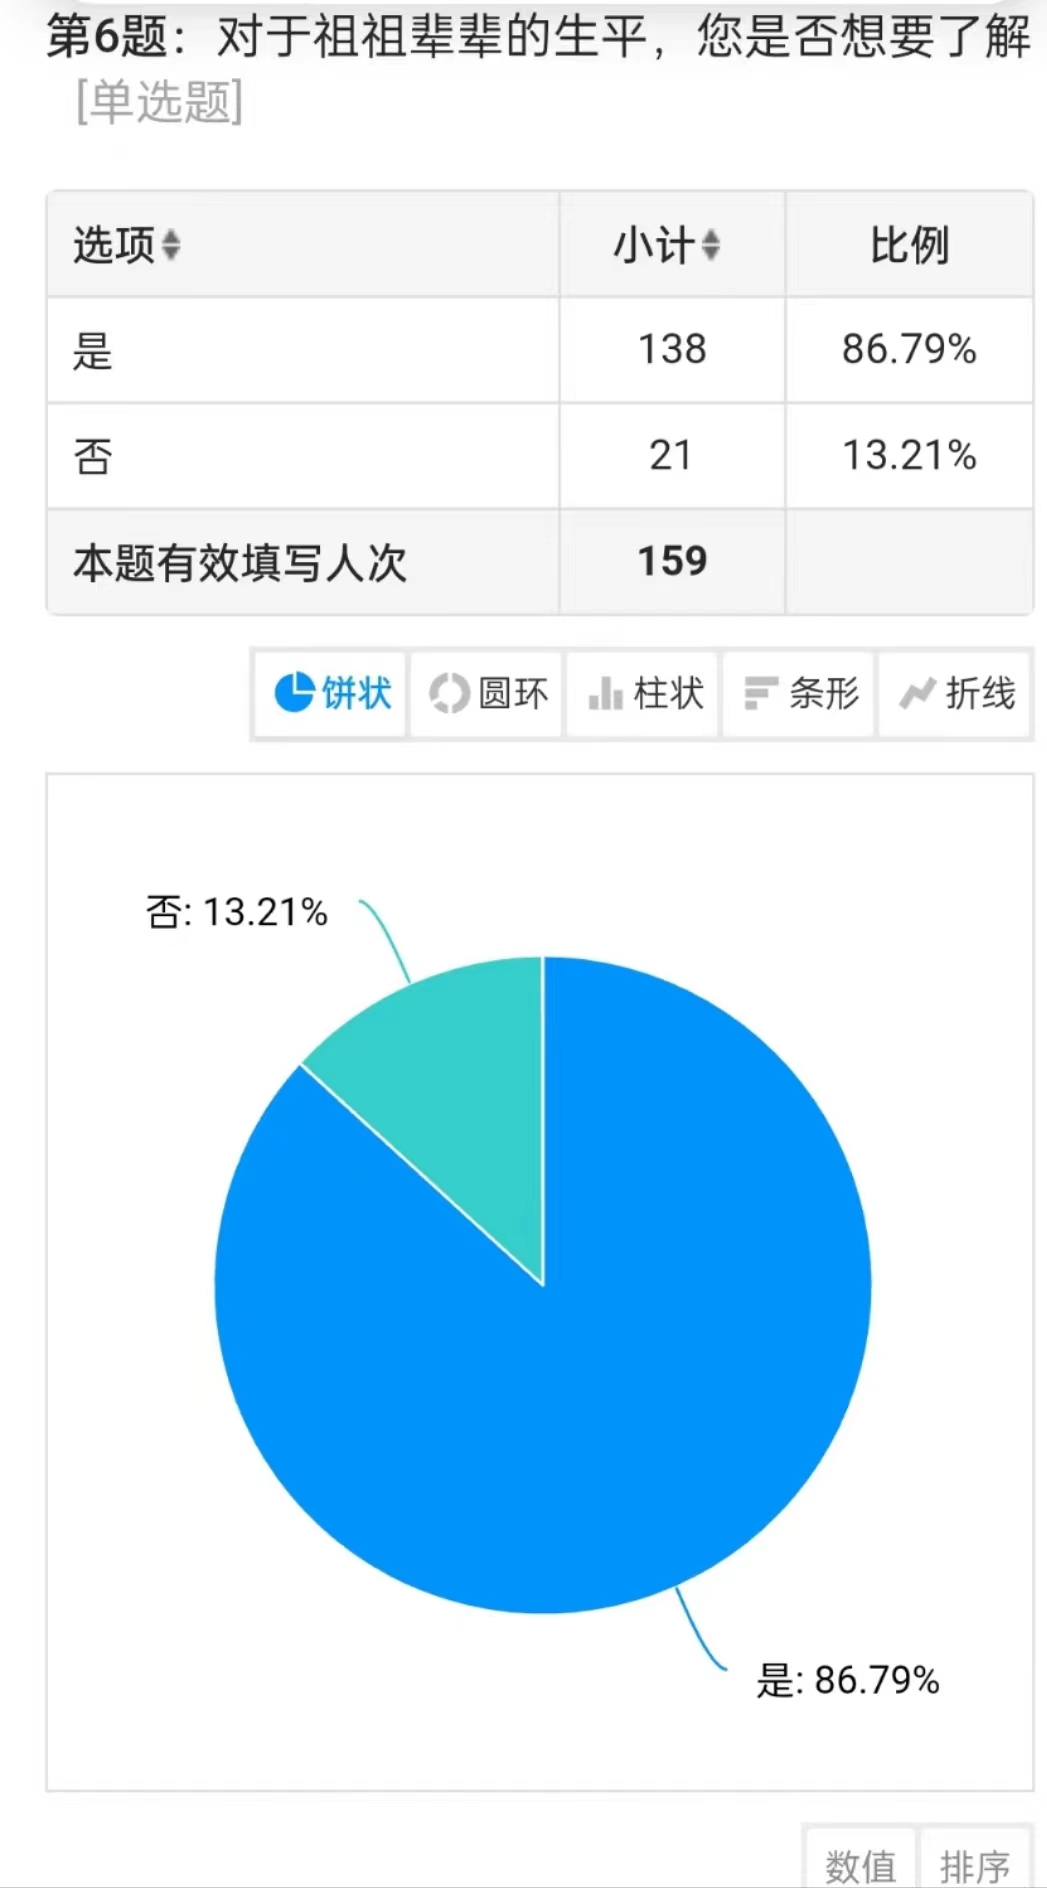 第6题：对于祖祖辈辈的生平，您是否想要了解
[单选题]
选项 小计 比例
是 138 86.79%
否 21 13.21%
本题有效填写人次 159
饼状 圆环 柱状 条形 折线
否: 13.21%
是: 86.79%
数值 排序